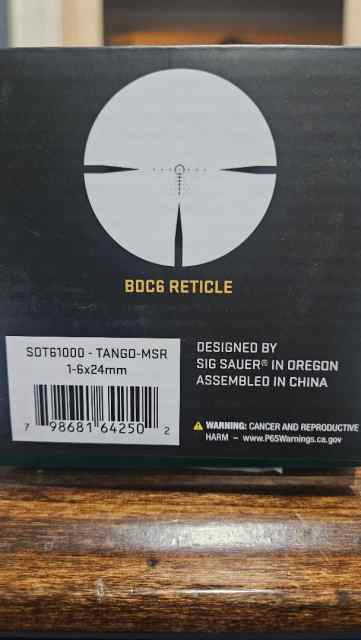 BDC6 RETICLE
SOT61000 - TANGO-MSR
1-6x24mm
7 98681 64250 2
DESIGNED BY
SIG SAUER® IN OREGON
ASSEMBLED IN CHINA
⚠ WARNING: CANCER AND REPRODUCTIVE
HARM – www.P65Warnings.ca.gov